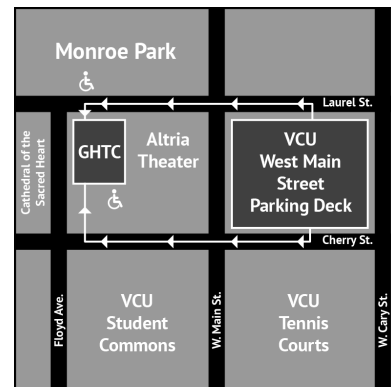 Monroe Park
Laurel St.
Cathedral of the
Sacred Heart
GHTC
Altria
Theater
VCU
West Main
Street
Parking Deck
Cherry St.
Floyd Ave.
VCU
Student
Commons
W. Main St.
VCU
Tennis
Courts
W. Cary St.